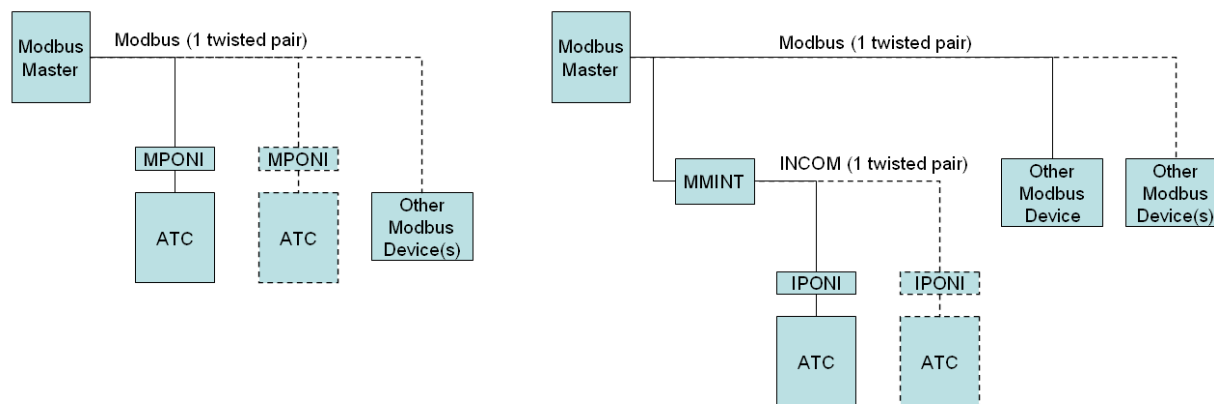 Modbus
Master
Modbus (1 twisted pair)
MPONI
MPONI
ATC
ATC
Other
Modbus
Device(s)
Modbus
Master
Modbus (1 twisted pair)
MMINT
INCOM (1 twisted pair)
Other
Modbus
Device
Other
Modbus
Device(s)
IPONI
IPONI
ATC
ATC